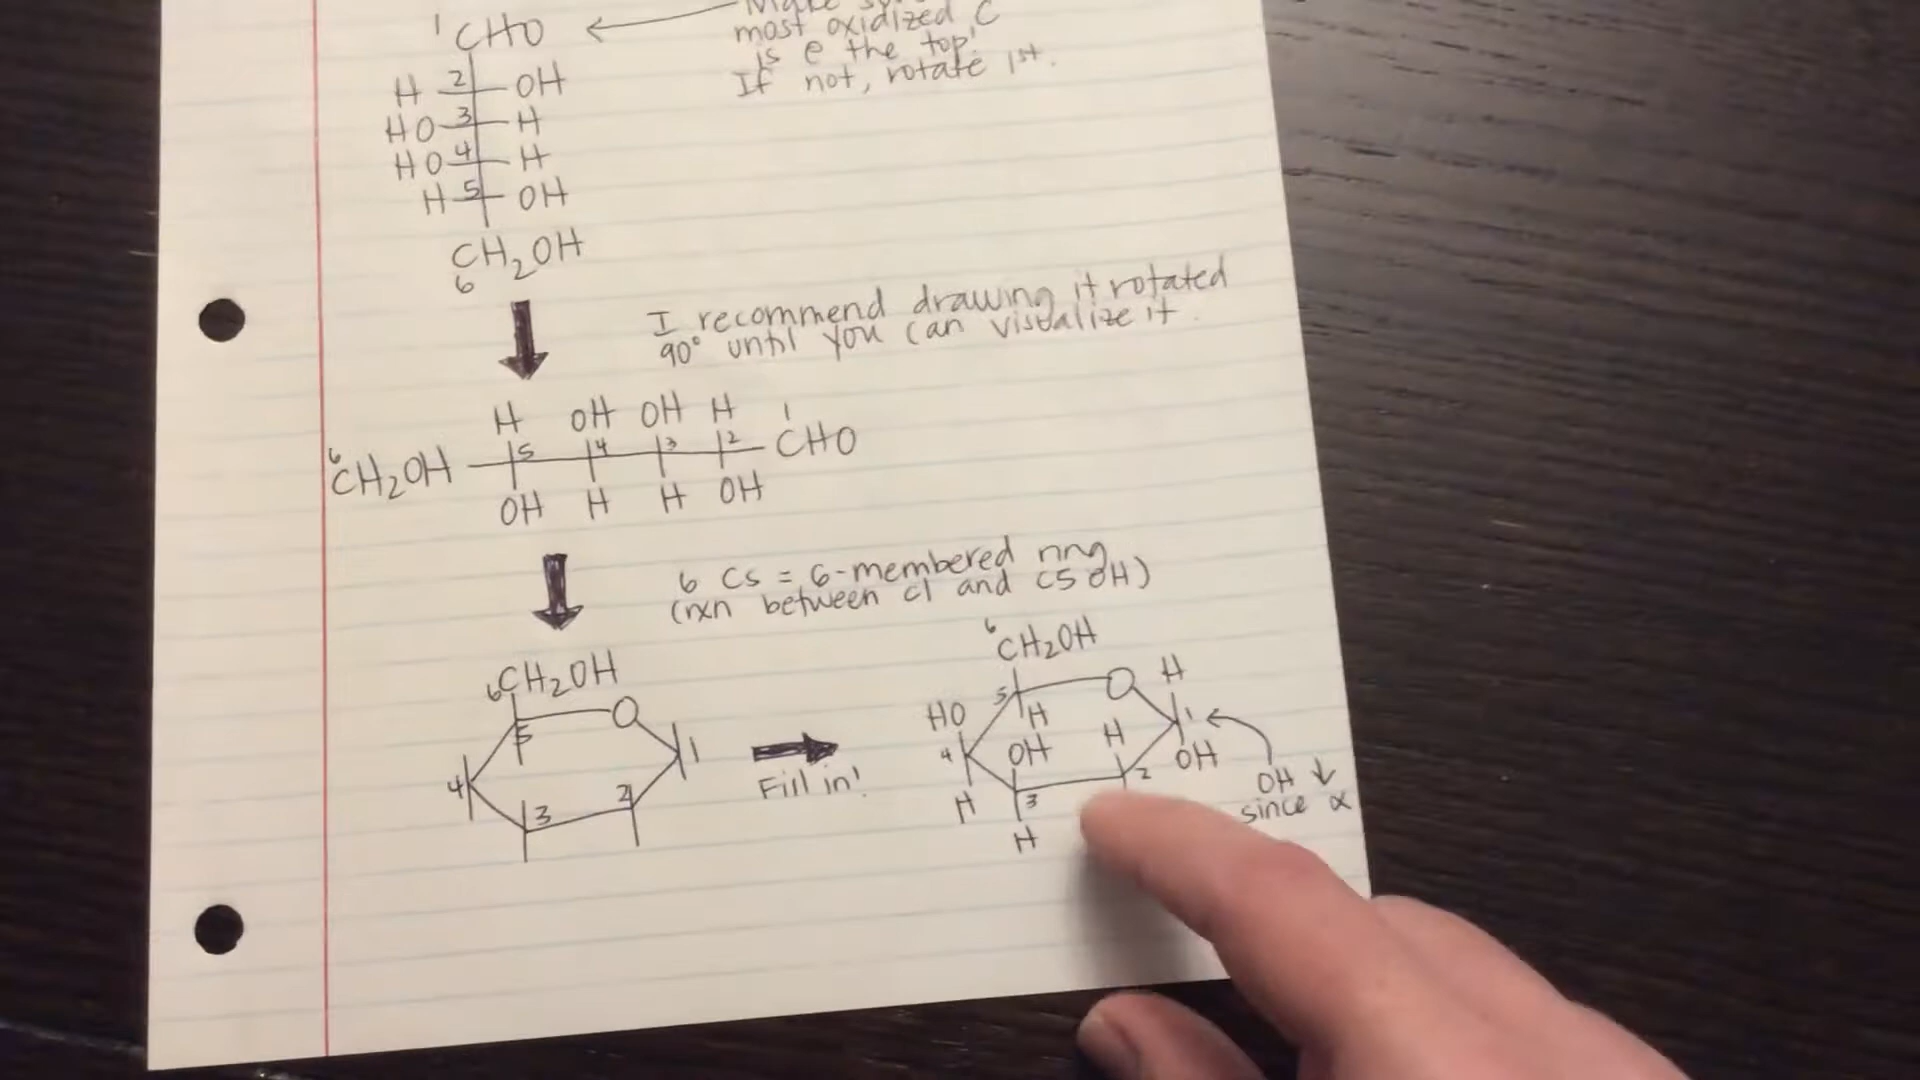 1 CHO
most oxidized C
is @ the top!
If not, rotate 1st.
H 2 OH
HO 3 H
HO 4 H
H 5 OH
CH2OH
6
I recommend drawing it rotated
90° until you can visualize it.
H OH OH H 1
6 CH2OH 5 4 3 2 CHO
OH H H OH
6 Cs = 6-membered ring
(rxn between C1 and C5 OH)
6 CH2OH
5 O
4 1
3 2
Fill in!
6 CH2OH
5 O H
HO H H 1
4 OH 2 OH
H 3
H
OH ↓
since α